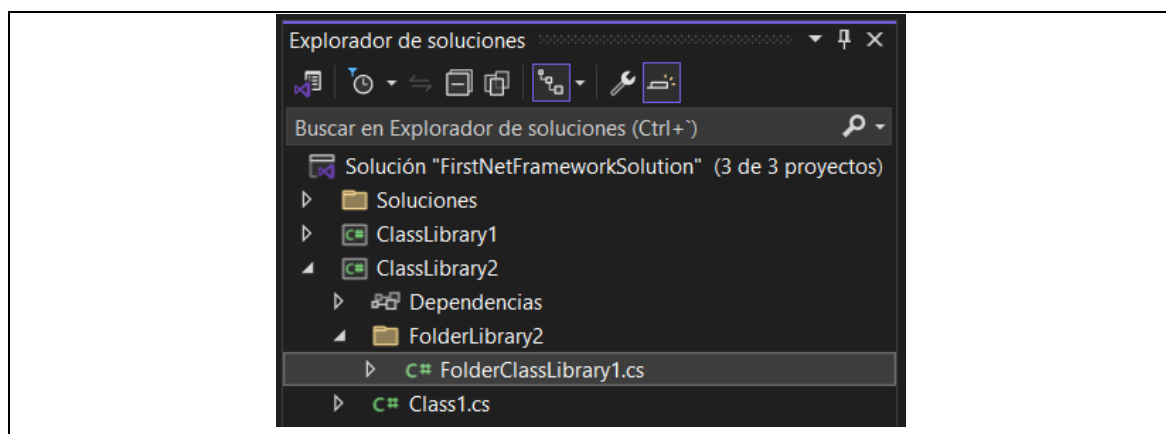 Explorador de soluciones
Buscar en Explorador de soluciones (Ctrl+`)
Solución "FirstNetFrameworkSolution" (3 de 3 proyectos)
Soluciones
C# ClassLibrary1
C# ClassLibrary2
Dependencias
FolderLibrary2
C# FolderClassLibrary1.cs
C# Class1.cs